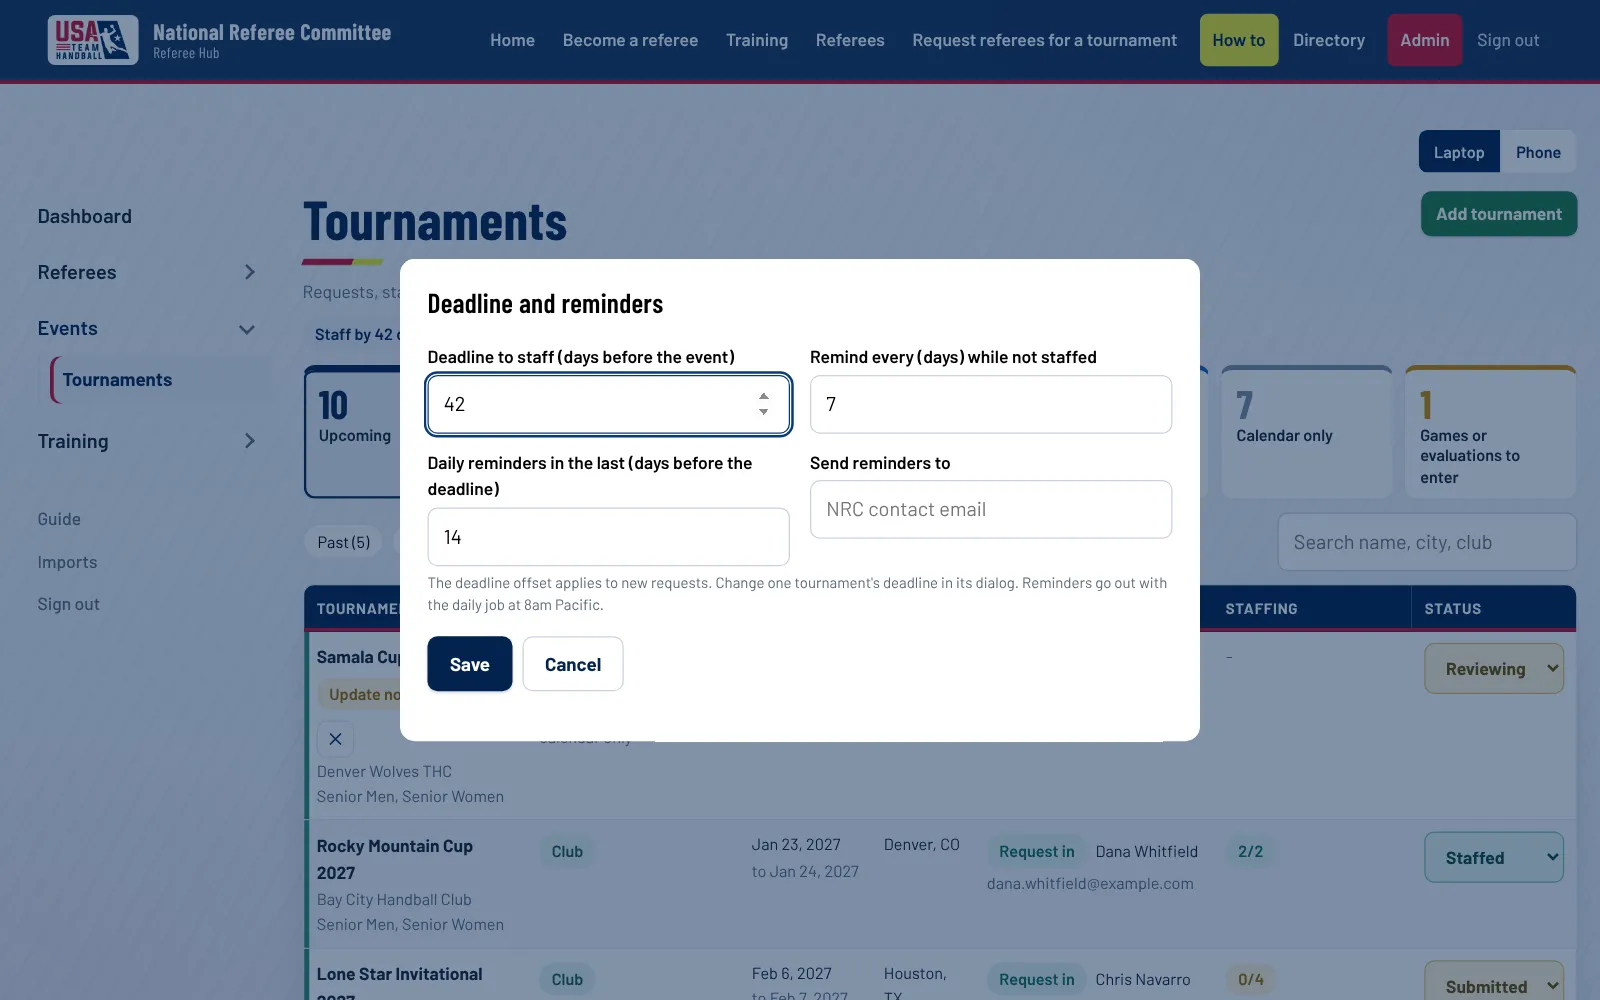 USA
TEAM
HANDBALL
National Referee Committee
Referee Hub
Home
Become a referee
Training
Referees
Request referees for a tournament
How to
Directory
Admin
Sign out
Laptop
Phone
Dashboard
Referees
Events
Tournaments
Training
Guide
Imports
Sign out
Tournaments
Add tournament
Requests,
Staff by 42
10
Upcoming
7
Calendar only
1
Games or
evaluations to
enter
Past (5)
Search name, city, club
Deadline and reminders
Deadline to staff (days before the event)
42
Remind every (days) while not staffed
7
Daily reminders in the last (days before the
deadline)
14
Send reminders to
NRC contact email
The deadline offset applies to new requests. Change one tournament's deadline in its dialog. Reminders go out with
the daily job at 8am Pacific.
Save
Cancel
STAFFING
STATUS
Samala
Update
Denver Wolves THC
Senior Men, Senior Women
-
Reviewing
Rocky Mountain Cup
2027
Bay City Handball Club
Senior Men, Senior Women
Club
Jan 23, 2027
to Jan 24, 2027
Denver, CO
Request in
Dana Whitfield
dana.whitfield@example.com
2/2
Staffed
Lone Star Invitational
2027
Club
Feb 6, 2027
to Feb 7, 2027
Houston,
TX
Request in
Chris Navarro
0/4
Submitted